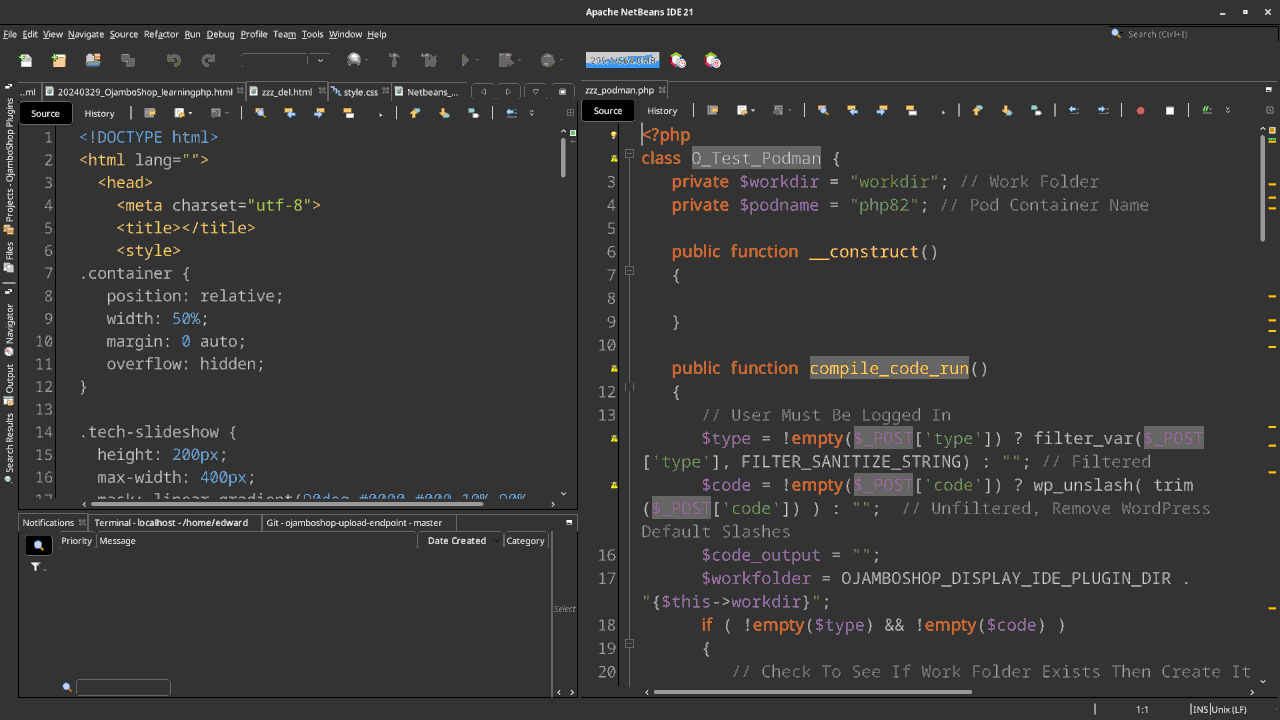 Apache NetBeans IDE 21
File Edit View Navigate Source Refactor Run Debug Profile Team Tools Window Help
Search (Ctrl+I)
...ml 20240329_OjamboShop_learningphp.html zzz_del.html style.css Netbeans_...
Source History
1 <!DOCTYPE html>
2 <html lang="">
3 <head>
4 <meta charset="utf-8">
5 <title></title>
6 <style>
7 .container {
8 position: relative;
9 width: 50%;
10 margin: 0 auto;
11 overflow: hidden;
12 }
13
14 .tech-slideshow {
15 height: 200px;
16 max-width: 400px;
17 mask: linear-gradient(90deg, #0000, #000 10% 90%
Projects - OjamboShop Plugins
Files
Navigator
Output
Search Results
Notifications Terminal - localhost - /home/edward Git - ojamboshop-upload-endpoint - master
Priority Message Date Created Category
Select
zzz_podman.php
Source History
<?php
class O_Test_Podman {
3 private $workdir = "workdir"; // Work Folder
4 private $podname = "php82"; // Pod Container Name
5
6 public function __construct()
7 {
8
9 }
10
public function compile_code_run()
12 {
13 // User Must Be Logged In
$type = !empty($_POST['type']) ? filter_var($_POST
['type'], FILTER_SANITIZE_STRING) : ""; // Filtered
$code = !empty($_POST['code']) ? wp_unslash( trim
($_POST['code']) ) : ""; // Unfiltered, Remove WordPress
Default Slashes
16 $code_output = "";
17 $workfolder = OJAMBOSHOP_DISPLAY_IDE_PLUGIN_DIR .
"{$this->workdir}";
18 if ( !empty($type) && !empty($code) )
19 {
20 // Check To See If Work Folder Exists Then Create It
1:1 INS Unix (LF)